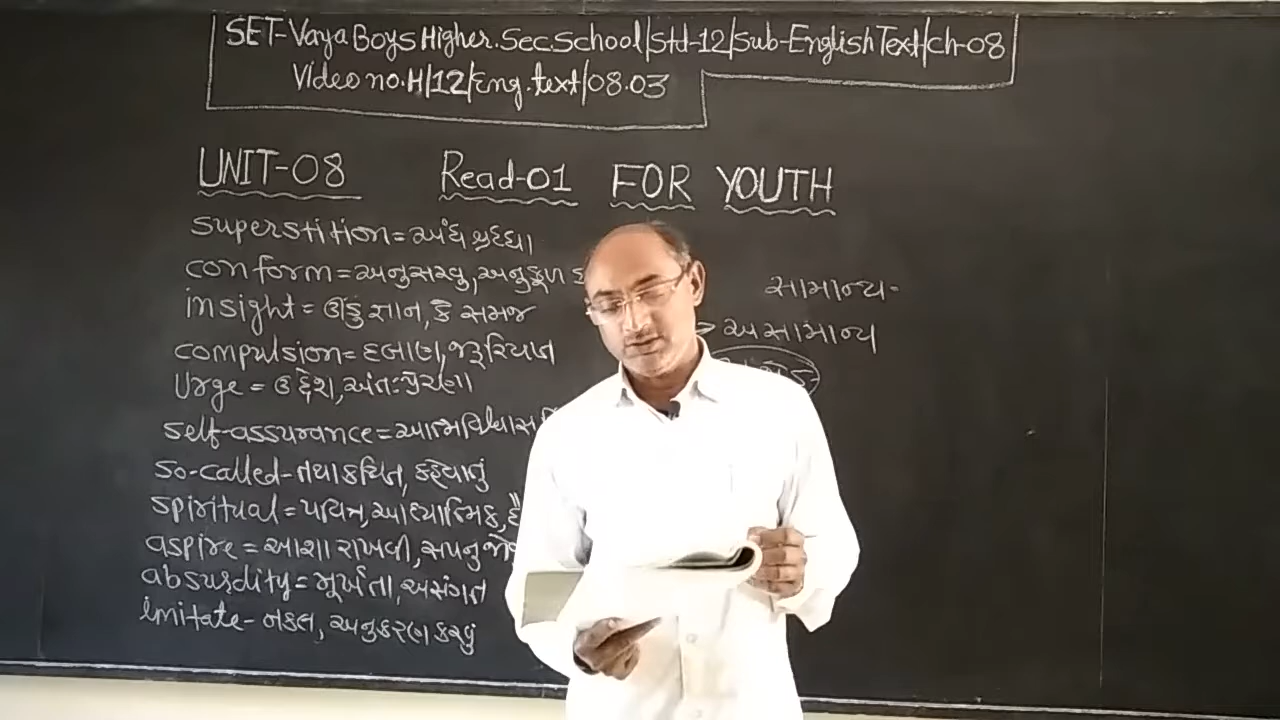 SET-Vaya Boys Higher.Sec.School/Std-12/Sub-English Text/ch-08
Video no.H/12/Eng.text/08.03
UNIT-08 Read-01 FOR YOUTH
superstition=અંધ શ્રદ્ધા
conform=અનુસરવુ,અનુકૂળ
insight=ઊંડુ જ્ઞાન, કે સમજ
compulsion=દબાણ,જરૂરિયાત
Urge=ઉદ્દેશ,અંતઃપ્રેરણા
self-assurance=આત્મવિશ્વાસ
so-called-તથાકથિત, કહેવાનું
spiritual=પવિત્ર,આધ્યાત્મિક,
aspire=આશા રાખવી, સપનુ
absurdity=મૂર્ખતા,અસંગત
imitate-નકલ, અનુકરણ કરવું
સામાન્ય-
અસામાન્ય